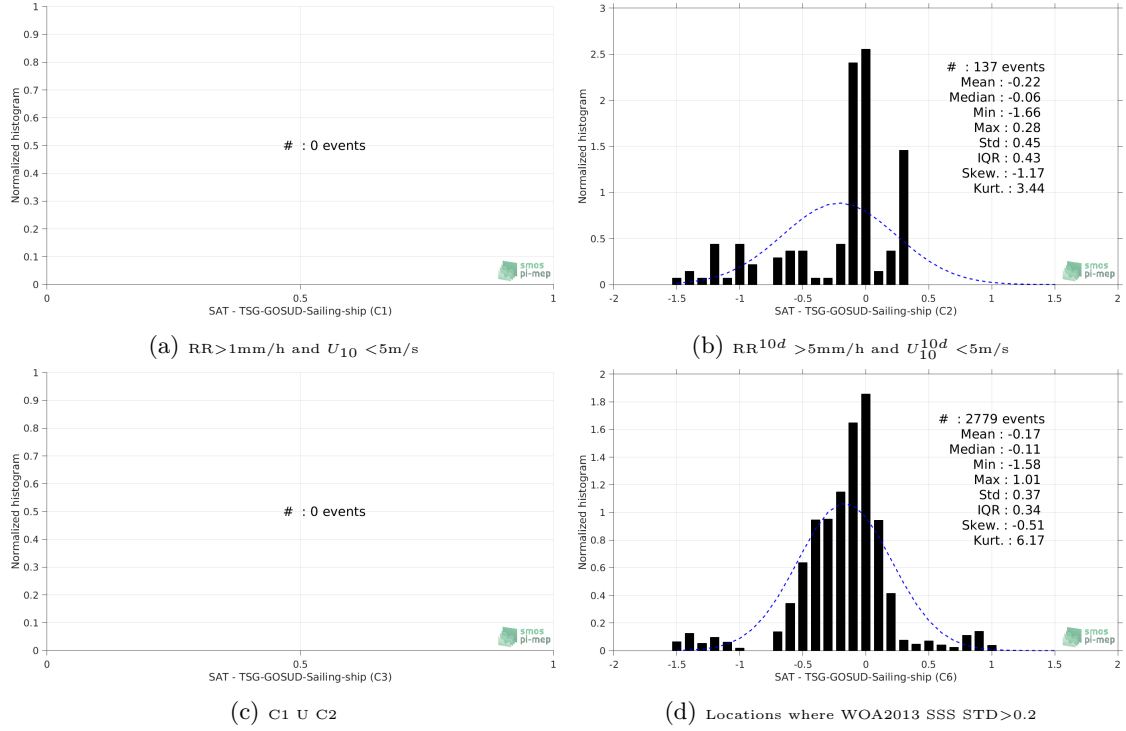 1
0.9
0.8
0.7
0.6
0.5
0.4
0.3
0.2
0.1
0
Normalized histogram
# : 0 events
smos
pi-mep
0 0.5 1
SAT - TSG-GOSUD-Sailing-ship (C1)
(a) RR>1mm/h and U10 <5m/s
3
2.5
2
1.5
1
0.5
0
Normalized histogram
# : 137 events
Mean : -0.22
Median : -0.06
Min : -1.66
Max : 0.28
Std : 0.45
IQR : 0.43
Skew. : -1.17
Kurt. : 3.44
smos
pi-mep
-2 -1.5 -1 -0.5 0 0.5 1 1.5 2
SAT - TSG-GOSUD-Sailing-ship (C2)
(b) RR^10d >5mm/h and U10^10d <5m/s
1
0.9
0.8
0.7
0.6
0.5
0.4
0.3
0.2
0.1
0
Normalized histogram
# : 0 events
smos
pi-mep
0 0.5 1
SAT - TSG-GOSUD-Sailing-ship (C3)
(c) C1 U C2
2
1.8
1.6
1.4
1.2
1
0.8
0.6
0.4
0.2
0
Normalized histogram
# : 2779 events
Mean : -0.17
Median : -0.11
Min : -1.58
Max : 1.01
Std : 0.37
IQR : 0.34
Skew. : -0.51
Kurt. : 6.17
smos
pi-mep
-2 -1.5 -1 -0.5 0 0.5 1 1.5 2
SAT - TSG-GOSUD-Sailing-ship (C6)
(d) Locations where WOA2013 SSS STD>0.2